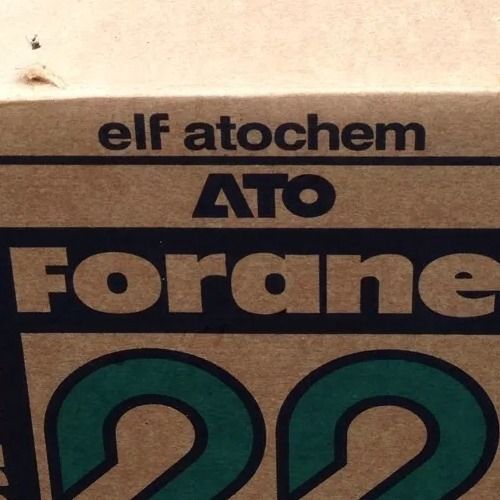 elf atochem
ATO
Forane
22